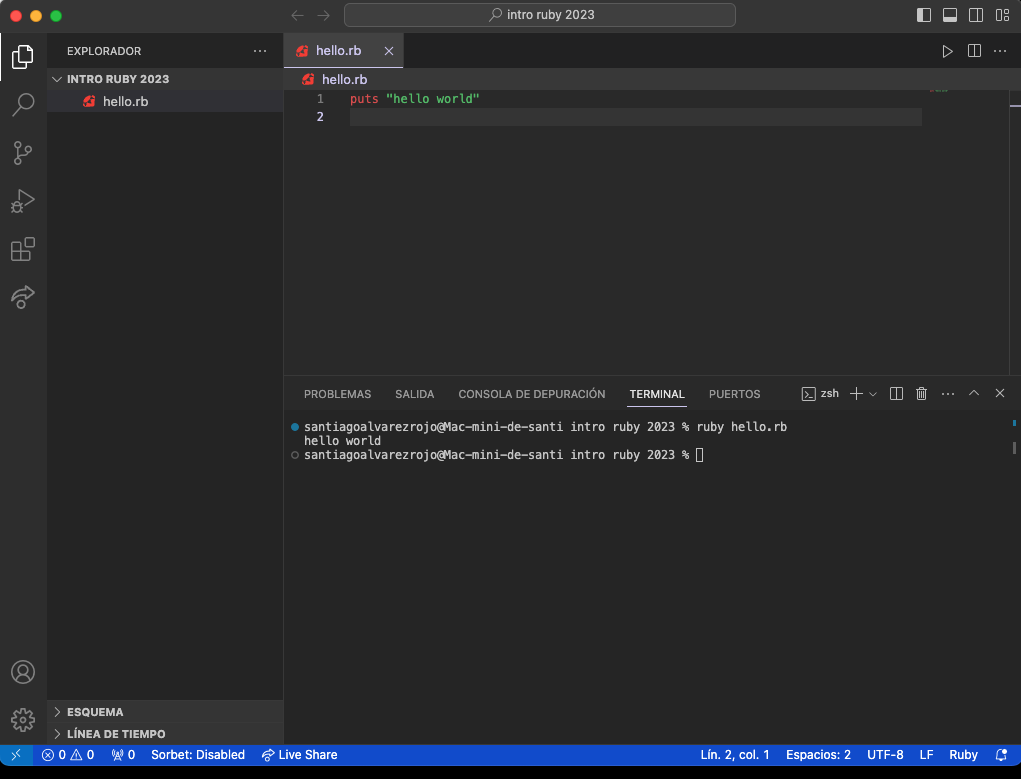 intro ruby 2023
EXPLORADOR
hello.rb
INTRO RUBY 2023
hello.rb
hello.rb
1 puts "hello world"
2
PROBLEMAS SALIDA CONSOLA DE DEPURACIÓN TERMINAL PUERTOS zsh
santiagoalvarezrojo@Mac-mini-de-santi intro ruby 2023 % ruby hello.rb
hello world
santiagoalvarezrojo@Mac-mini-de-santi intro ruby 2023 %
ESQUEMA
LÍNEA DE TIEMPO
0 0 0 Sorbet: Disabled Live Share Lín. 2, col. 1 Espacios: 2 UTF-8 LF Ruby